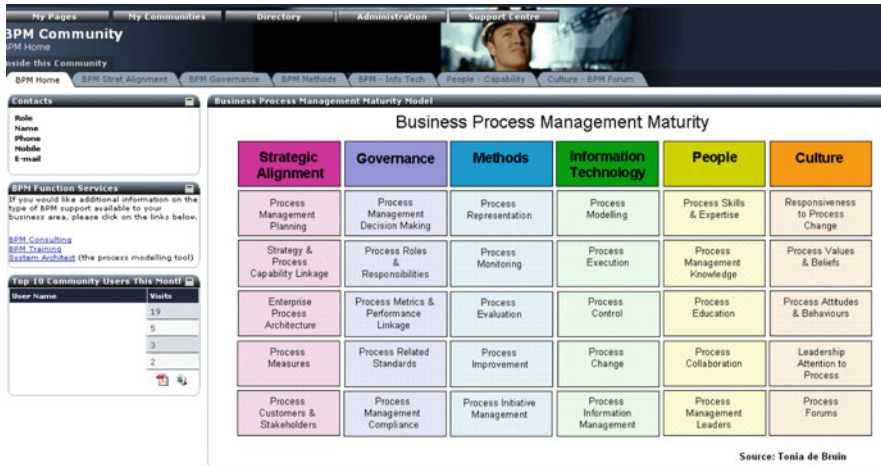 My Pages
My Communities
Directory
Administration
Support Centre
BPM Community
BPM Home
Inside this Community
BPM Home
BPM Strat Alignment
BPM Governance
BPM Methods
BPM - Info Tech
People - Capability
Culture - BPM Forum
Contacts
Role
Name
Phone
Mobile
E-mail
BPM Function Services
If you would like additional information on the
type of BPM support available to your
business area, please click on the links below.
BPM Consulting
BPM Training
System Architect (the process modelling tool)
Top 10 Community Users This Month
User Name Visits
19
5
3
2
Business Process Management Maturity Model
Business Process Management Maturity
Strategic
Alignment
Governance
Methods
Information
Technology
People
Culture
Process
Management
Planning
Process
Management
Decision Making
Process
Representation
Process
Modelling
Process Skills
& Expertise
Responsiveness
to Process
Change
Strategy &
Process
Capability Linkage
Process Roles
&
Responsibilities
Process
Monitoring
Process
Execution
Process
Management
Knowledge
Process Values
& Beliefs
Enterprise
Process
Architecture
Process Metrics &
Performance
Linkage
Process
Evaluation
Process
Control
Process
Education
Process Attitudes
& Behaviours
Process
Measures
Process Related
Standards
Process
Improvement
Process
Change
Process
Collaboration
Leadership
Attention to
Process
Process
Customers &
Stakeholders
Process
Management
Compliance
Process Initiative
Management
Process
Information
Management
Process
Management
Leaders
Process
Forums
Source: Tonia de Bruin